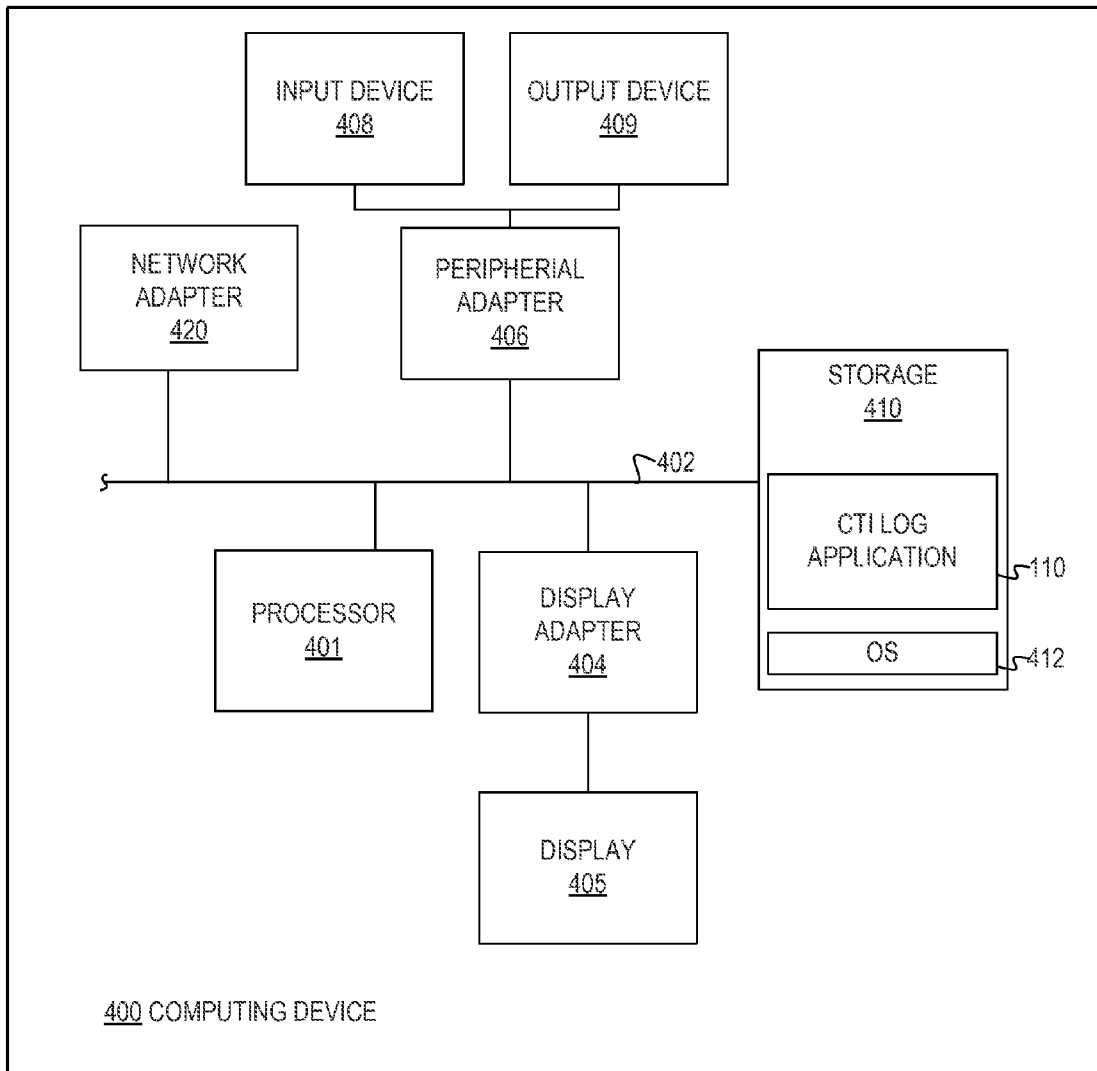 INPUT DEVICE
408
OUTPUT DEVICE
409
NETWORK
ADAPTER
420
PERIPHERIAL
ADAPTER
406
STORAGE
410
402
CTI LOG
APPLICATION
110
PROCESSOR
401
DISPLAY
ADAPTER
404
OS
412
DISPLAY
405
400 COMPUTING DEVICE